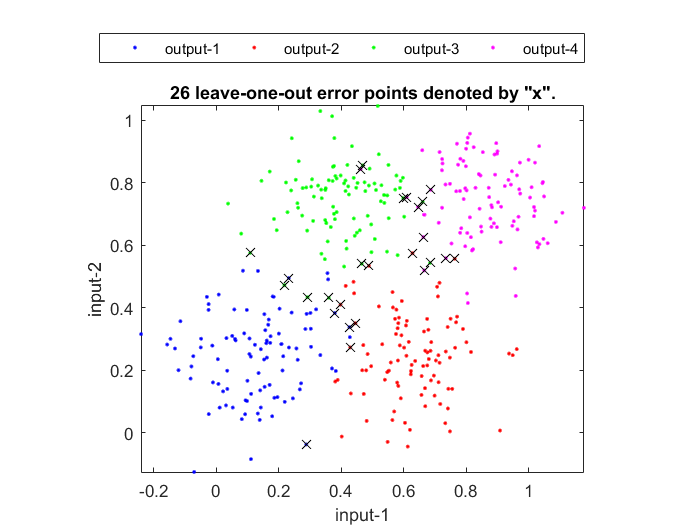 output-1 output-2 output-3 output-4
26 leave-one-out error points denoted by "x".
1
0.8
0.6
0.4
0.2
0
input-2
-0.2 0 0.2 0.4 0.6 0.8 1
input-1